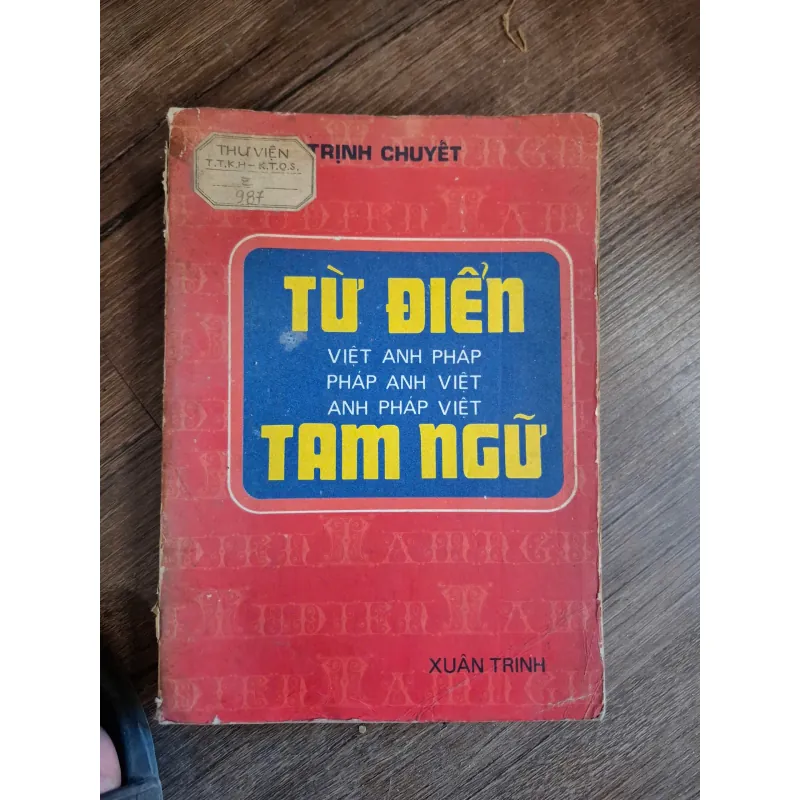 THƯ VIỆN
T.T.K.H – K.T.Q.S.
987
TRỊNH CHUYẾT
TỪ ĐIỂN
VIỆT ANH PHÁP
PHÁP ANH VIỆT
ANH PHÁP VIỆT
TAM NGỮ
XUÂN TRINH